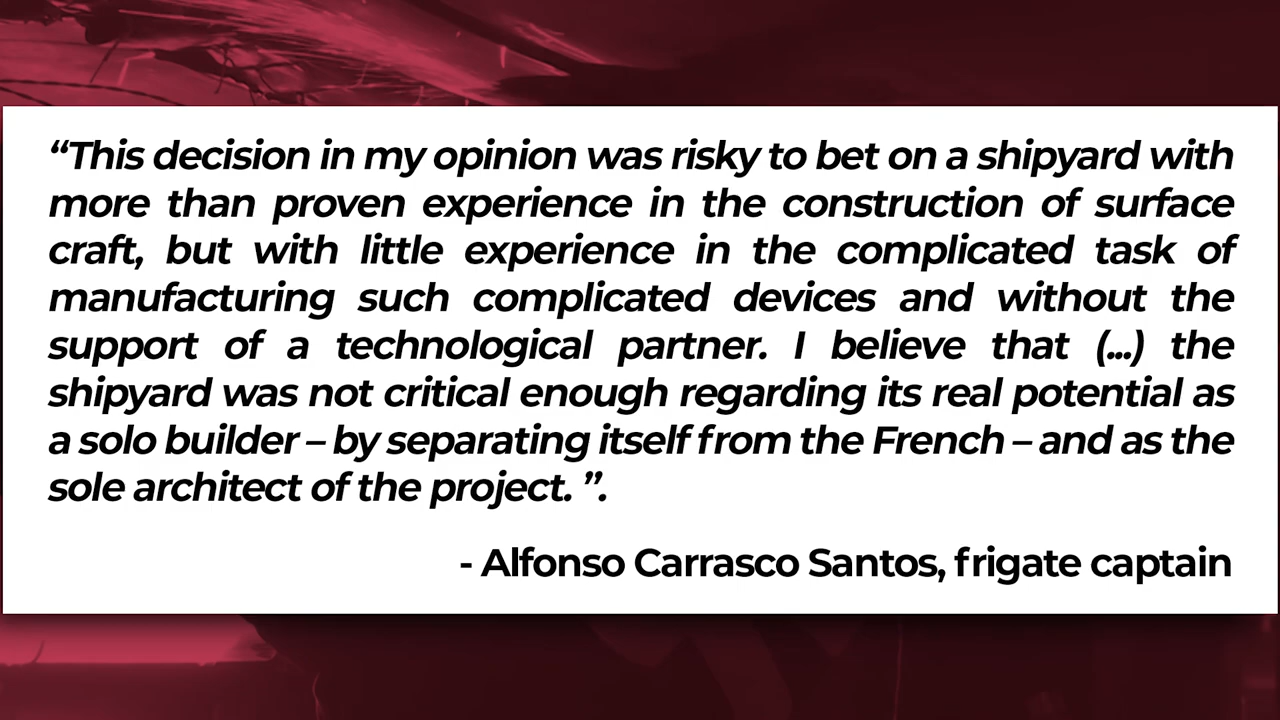 “This decision in my opinion was risky to bet on a shipyard with
more than proven experience in the construction of surface
craft, but with little experience in the complicated task of
manufacturing such complicated devices and without the
support of a technological partner. I believe that (...) the
shipyard was not critical enough regarding its real potential as
a solo builder – by separating itself from the French – and as the
sole architect of the project. ”.
- Alfonso Carrasco Santos, frigate captain